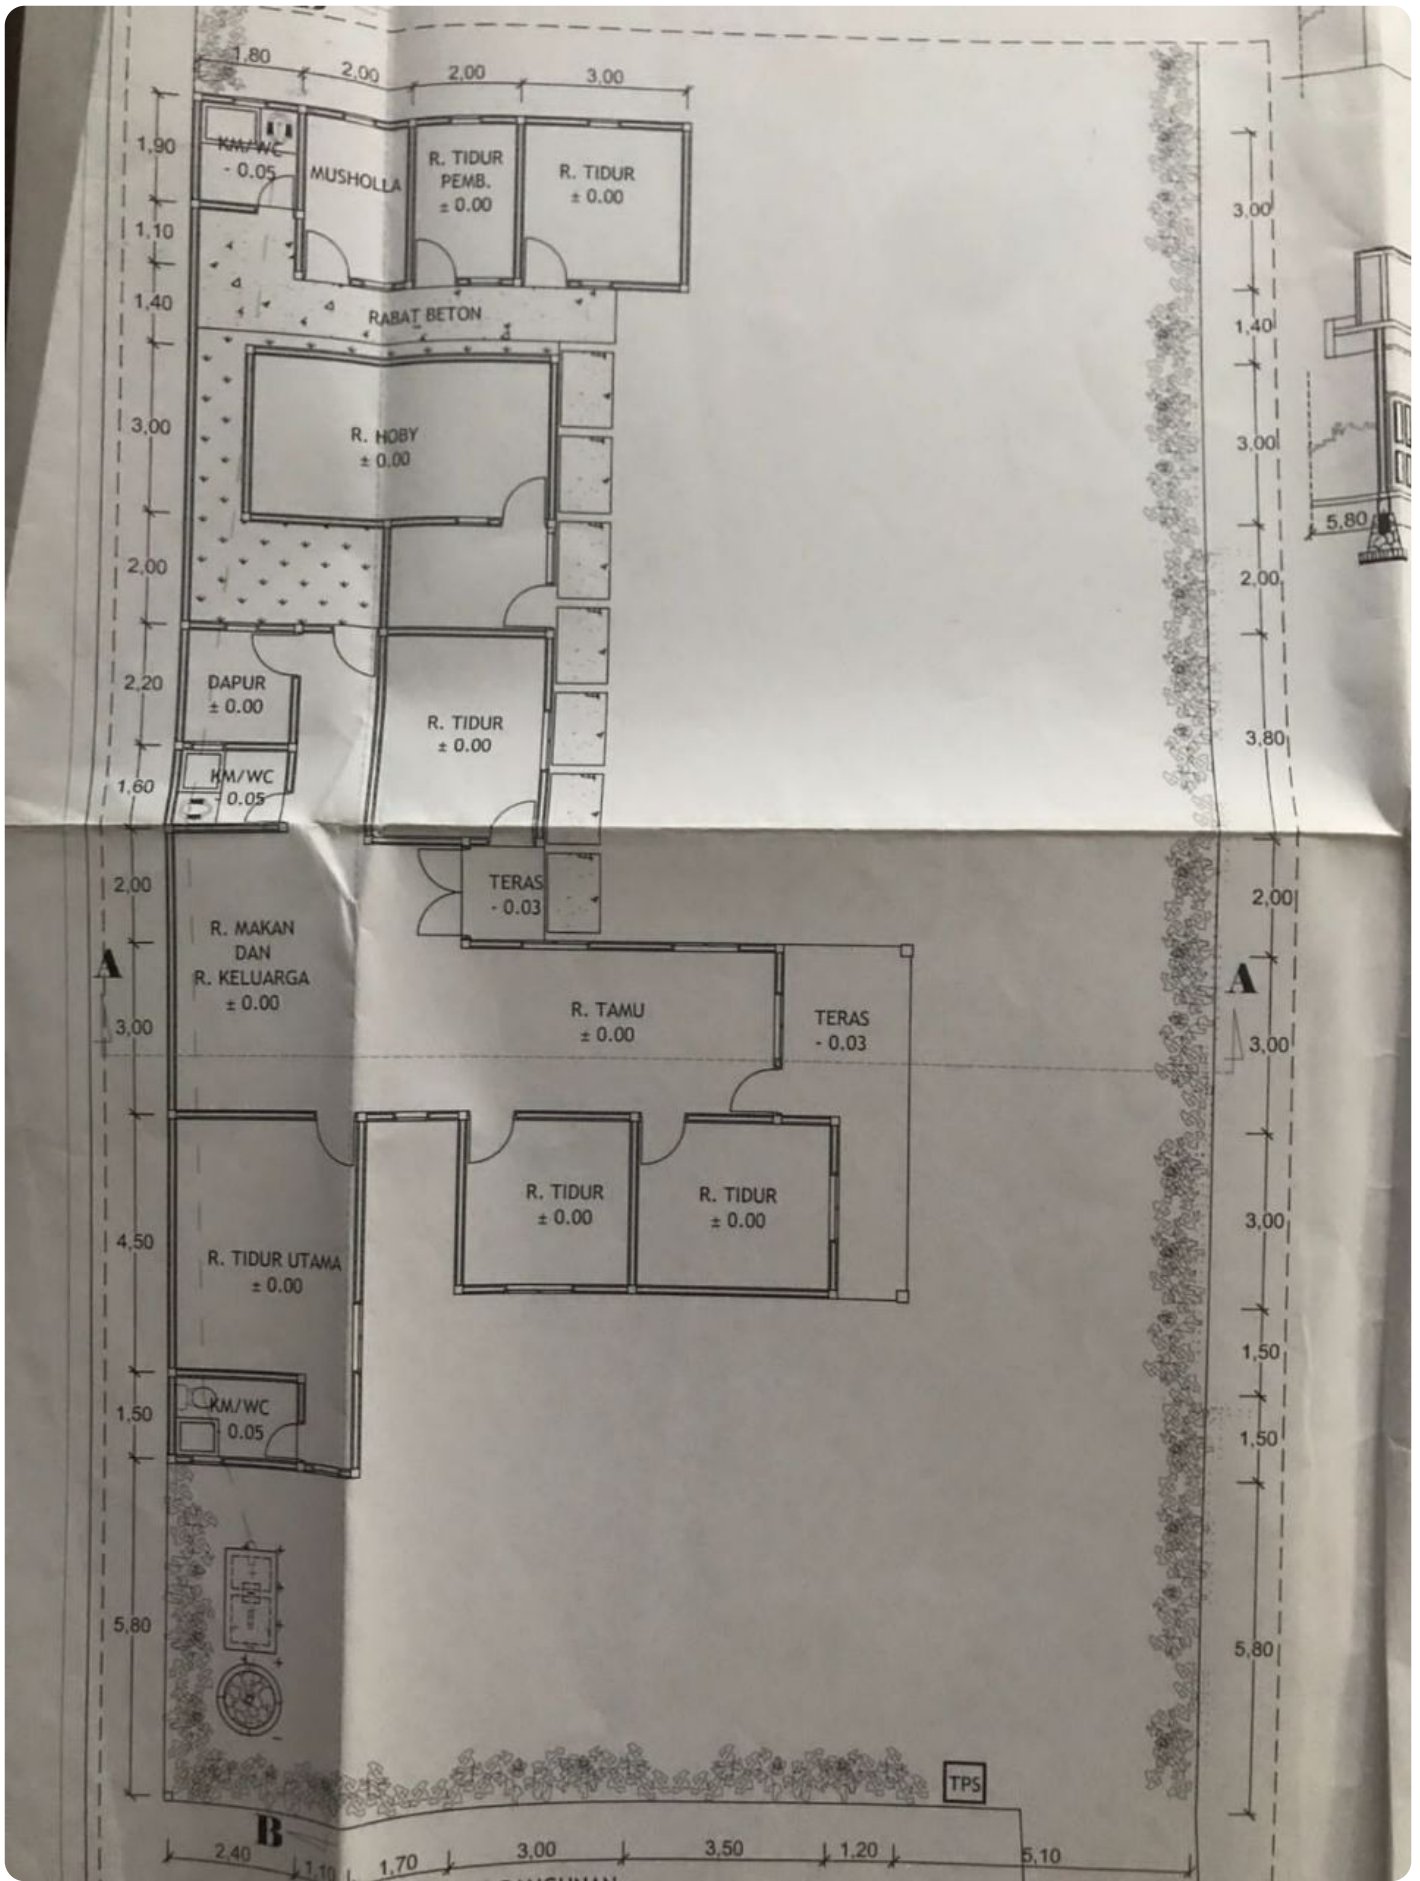 1,80
2,00
2,00
3,00
1,90
KM/WC
- 0.05
MUSHOLLA
R. TIDUR
PEMB.
± 0.00
R. TIDUR
± 0.00
3,00
1,10
1,40
RABAT BETON
1,40
3,00
R. HOBY
± 0.00
3,00
5,80
2,00
2,00
2,20
DAPUR
± 0.00
R. TIDUR
± 0.00
3,80
1,60
KM/WC
- 0.05
2,00
TERAS
- 0.03
2,00
R. MAKAN
DAN
R. KELUARGA
± 0.00
A
A
R. TAMU
± 0.00
TERAS
- 0.03
3,00
3,00
R. TIDUR
± 0.00
R. TIDUR
± 0.00
3,00
4,50
R. TIDUR UTAMA
± 0.00
1,50
1,50
KM/WC
0.05
1,50
5,80
5,80
TPS
B
2,40
1,10
1,70
3,00
3,50
1,20
5,10